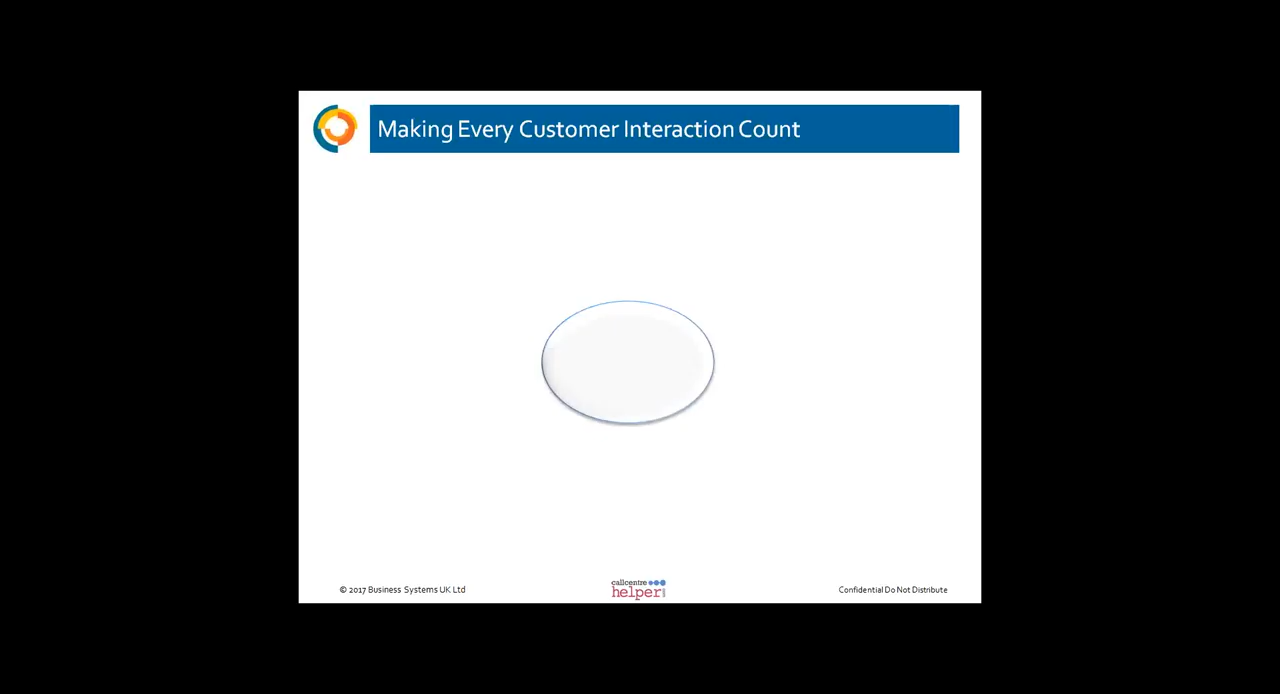 Making Every Customer Interaction Count
© 2017 Business Systems UK Ltd
callcentre
helper
Confidential Do Not Distribute